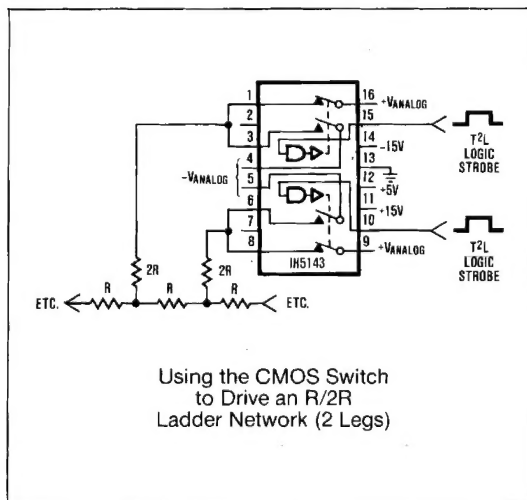 1
16
+VANALOG
2
15
3
14
-15V
T²L
LOGIC
STROBE
4
13
-VANALOG
5
12
+5V
6
11
+15V
7
10
8
9
+VANALOG
IH5143
T²L
LOGIC
STROBE
2R
2R
ETC.
R
R
R
ETC.
Using the CMOS Switch
to Drive an R/2R
Ladder Network (2 Legs)